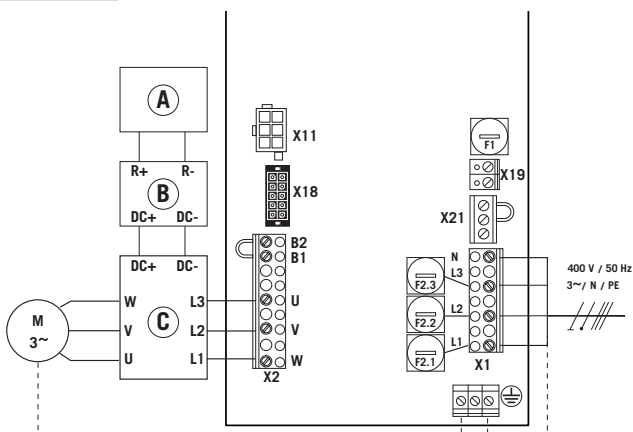 A
R+ R-
B
DC+ DC-
DC+ DC-
C
W L3
V L2
U L1
M
3~
X11
X18
B2
B1
U
V
W
X2
F1
X19
X21
N
L3
F2.3
L2
F2.2
L1
F2.1
X1
400 V / 50 Hz
3~/ N / PE